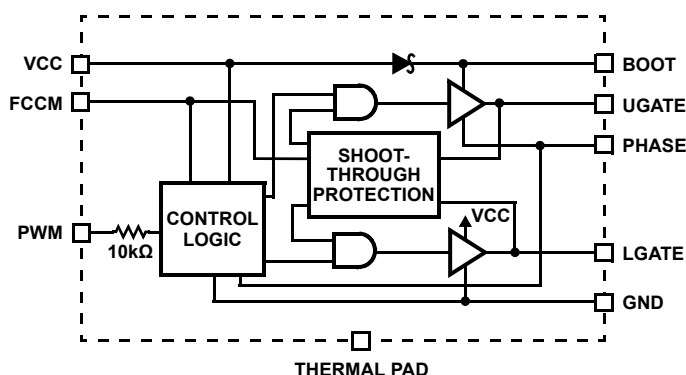 VCC
FCCM
PWM
10kΩ
CONTROL
LOGIC
SHOOT-
THROUGH
PROTECTION
VCC
BOOT
UGATE
PHASE
LGATE
GND
THERMAL PAD